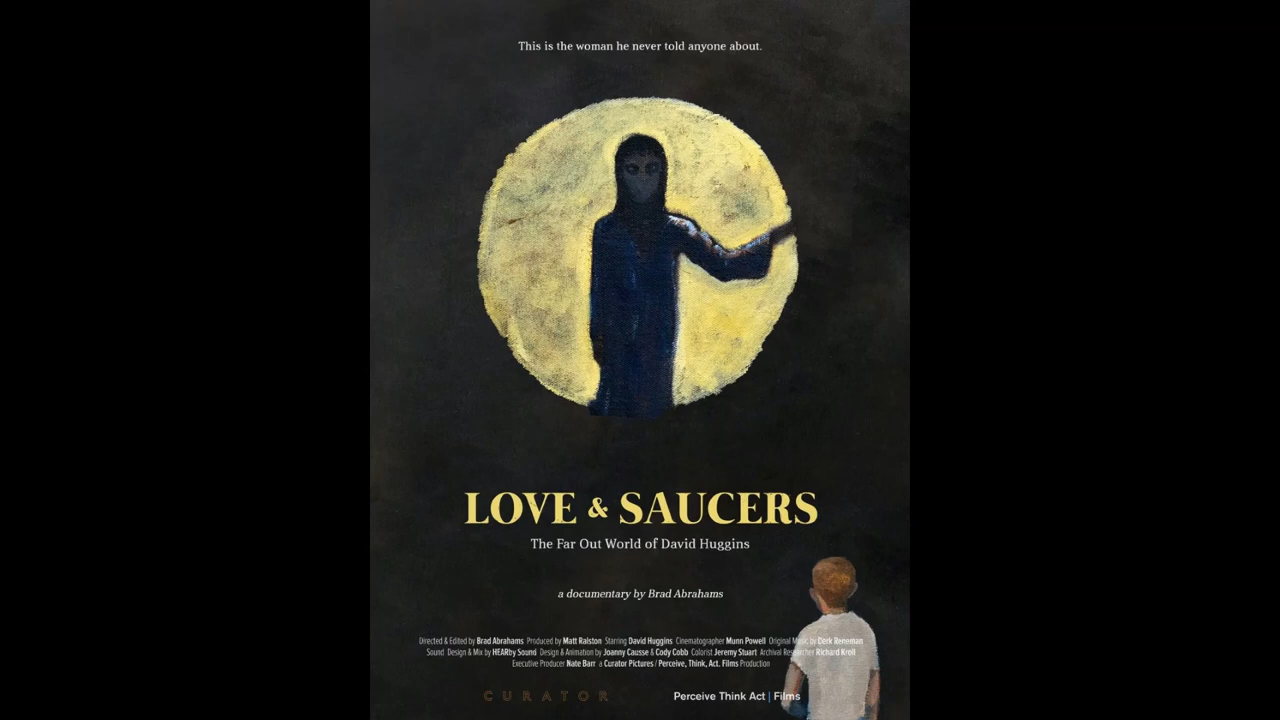 This is the woman he never told anyone about.
LOVE & SAUCERS
The Far Out World of David Huggins
a documentary by Brad Abrahams
Directed & Edited by Brad Abrahams Produced by Matt Ralston Starring David Huggins Cinematographer Munn Powell Original Music by Derk Reneman
Sound Design & Mix by HEARby Sound Design & Animation by Joanny Causse & Cody Cobb Colorist Jeremy Stuart Archival Researcher Richard Kroll
Executive Producer Nate Barr a Curator Pictures / Perceive, Think, Act. Films Production
CURATOR Perceive Think Act | Films